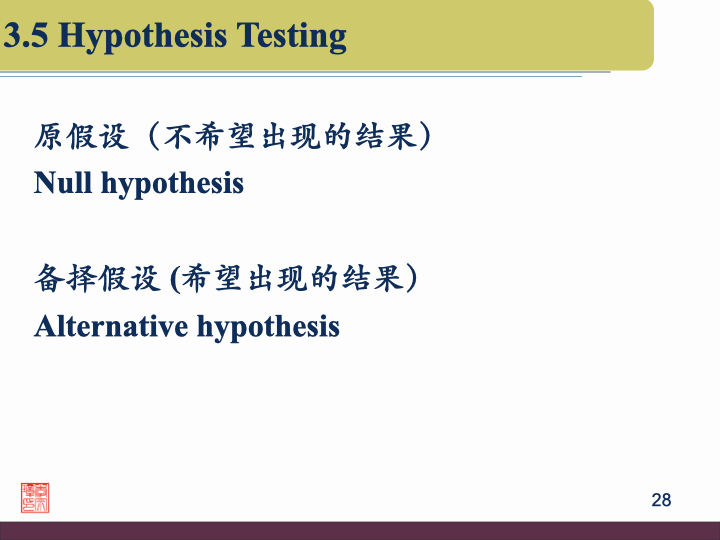 3.5 Hypothesis Testing
原假设（不希望出现的结果）
Null hypothesis
备择假设 (希望出现的结果）
Alternative hypothesis
28